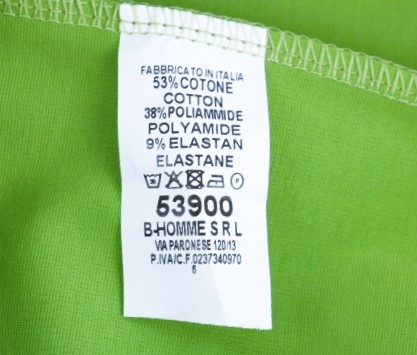 FABBRICATO IN ITALIA
53% COTONE
COTTON
38% POLIAMMIDE
POLYAMIDE
9% ELASTAN
ELASTANE
P
53900
B-HOMME S R L
VIA PARONESE 120/13
P.IVA/C.F.0237340970
6